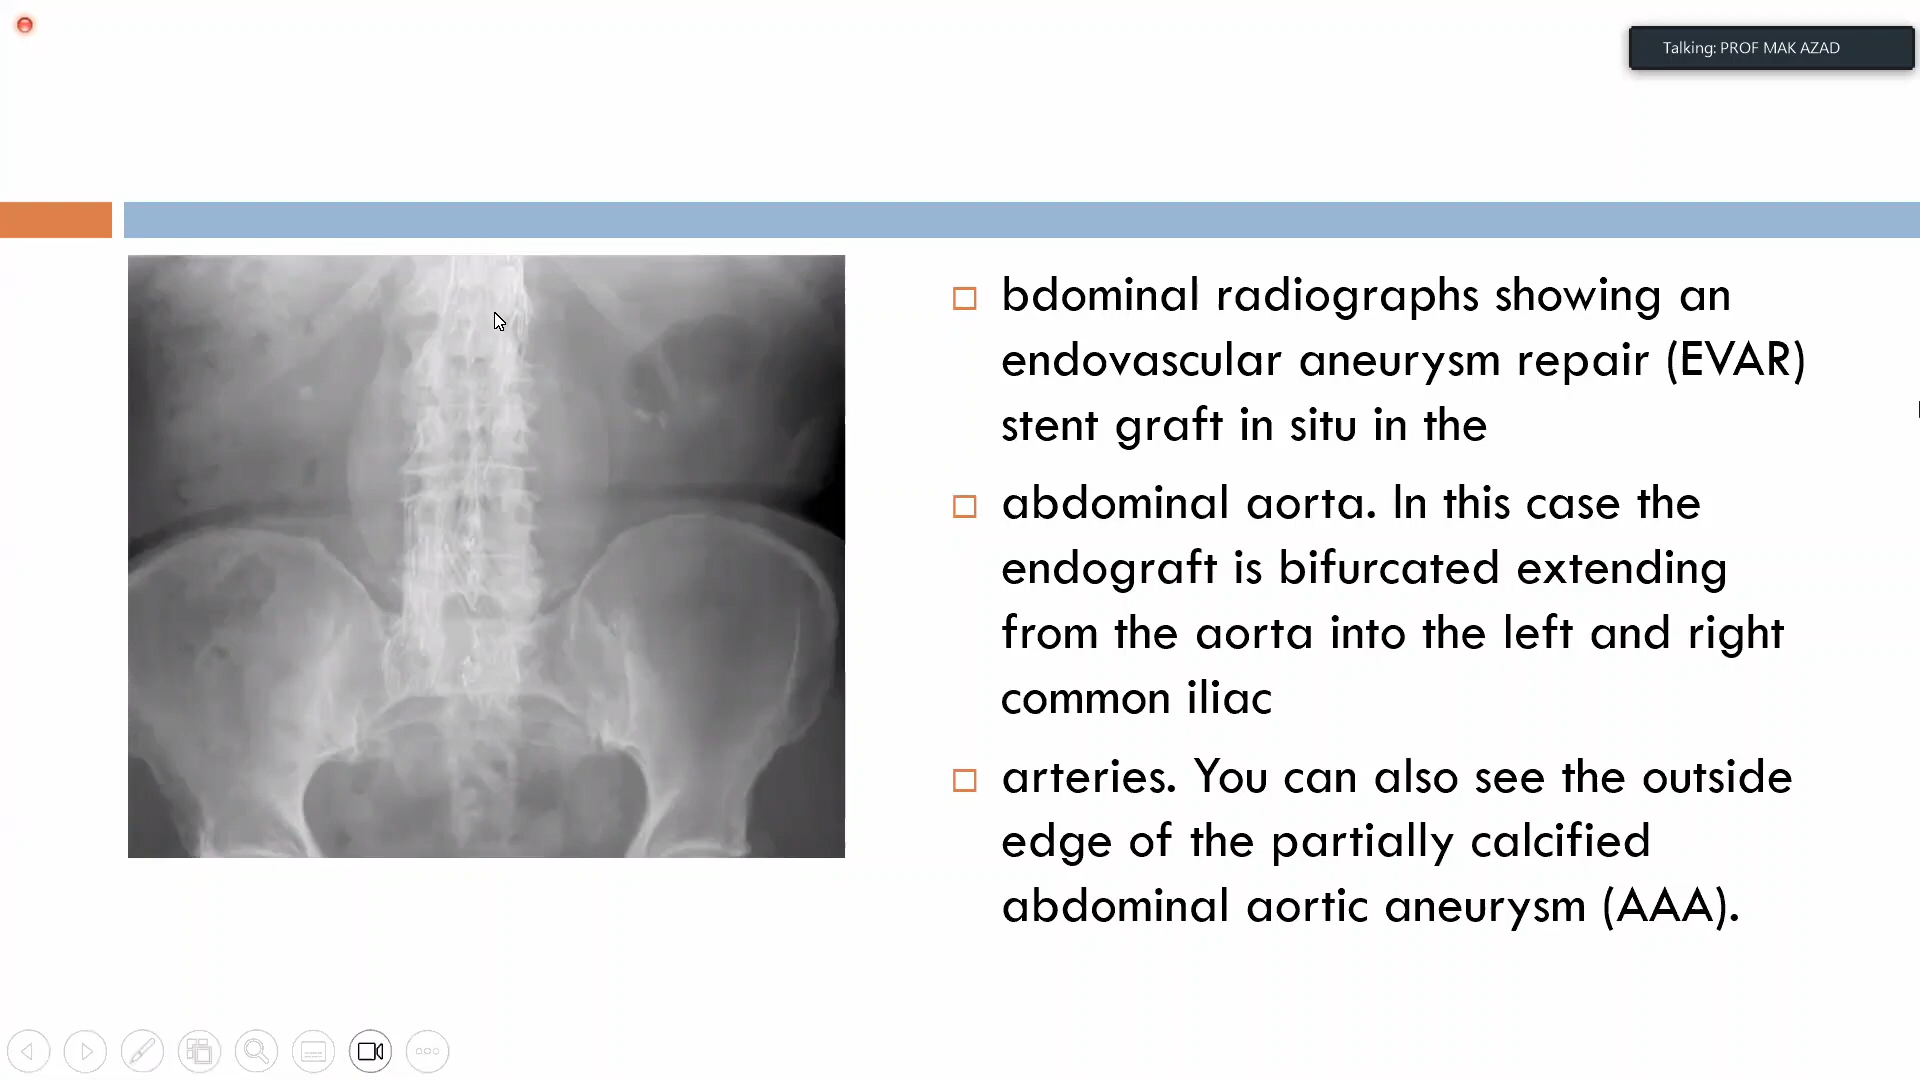 Talking: PROF MAK AZAD
bdominal radiographs showing an
endovascular aneurysm repair (EVAR)
stent graft in situ in the
abdominal aorta. In this case the
endograft is bifurcated extending
from the aorta into the left and right
common iliac
arteries. You can also see the outside
edge of the partially calcified
abdominal aortic aneurysm (AAA).